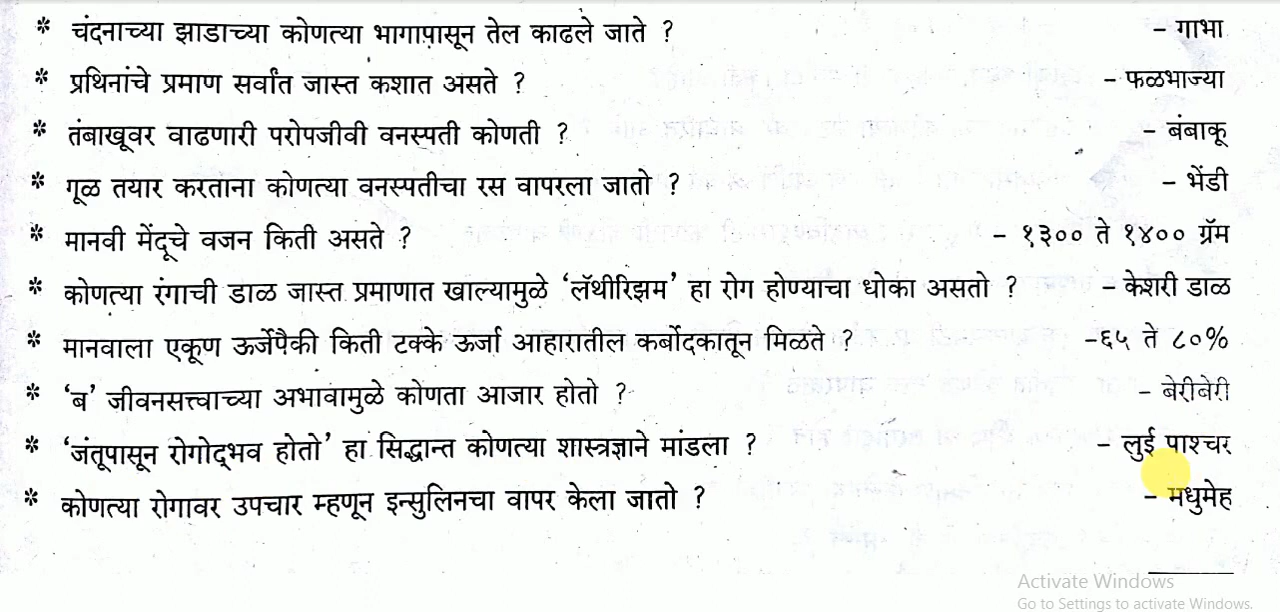 * चंदनाच्या झाडाच्या कोणत्या भागापासून तेल काढले जाते ? – गाभा
* प्रथिनांचे प्रमाण सर्वांत जास्त कशात असते ? – फळभाज्या
* तंबाखूवर वाढणारी परोपजीवी वनस्पती कोणती ? – बंबाकू
* गूळ तयार करताना कोणत्या वनस्पतीचा रस वापरला जातो ? – भेंडी
* मानवी मेंदूचे वजन किती असते ? – १३०० ते १४०० ग्रॅम
* कोणत्या रंगाची डाळ जास्त प्रमाणात खाल्यामुळे ‘लॅथीरिझम’ हा रोग होण्याचा धोका असतो ? – केशरी डाळ
* मानवाला एकूण ऊर्जेपैकी किती टक्के ऊर्जा आहारातील कर्बोदकातून मिळते ? –६५ ते ८०%
* ‘ब’ जीवनसत्त्वाच्या अभावामुळे कोणता आजार होतो ? – बेरीबेरी
* ‘जंतूपासून रोगोद्‌भव होतो’ हा सिद्धान्त कोणत्या शास्त्रज्ञाने मांडला ? – लुई पाश्चर
* कोणत्या रोगावर उपचार म्हणून इन्सुलिनचा वापर केला जातो ? – मधुमेह
Activate Windows
Go to Settings to activate Windows.